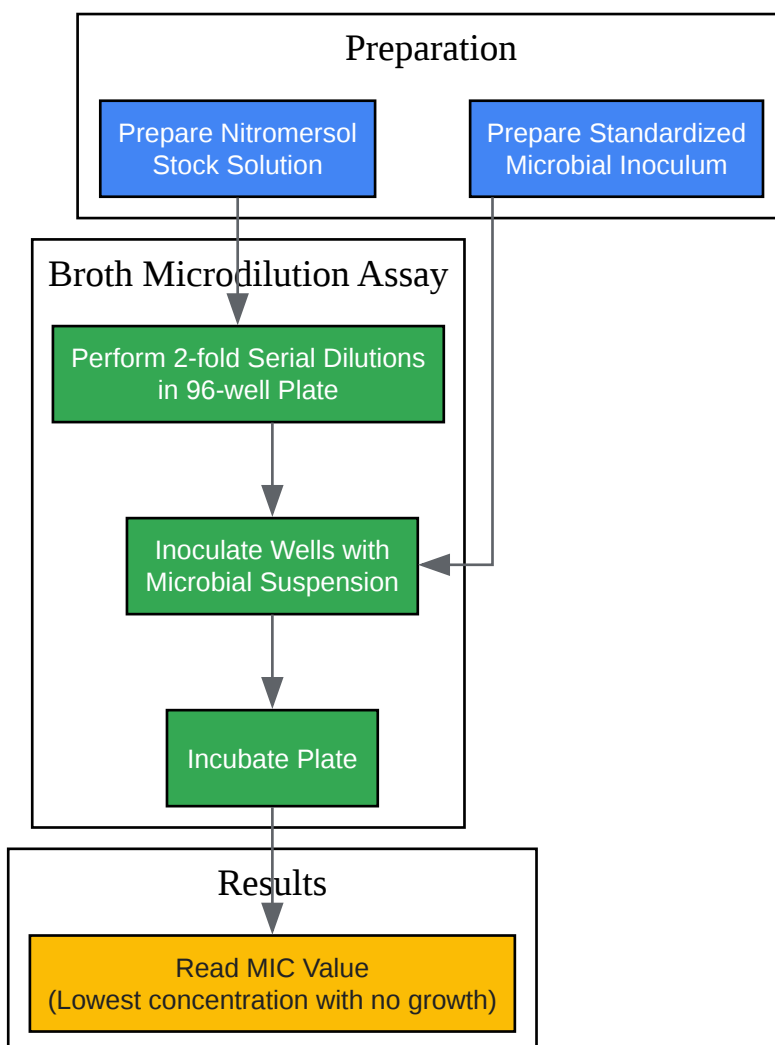 Preparation
Prepare Nitromersol
Stock Solution
Prepare Standardized
Microbial Inoculum
Broth Microdilution Assay
Perform 2-fold Serial Dilutions
in 96-well Plate
Inoculate Wells with
Microbial Suspension
Incubate Plate
Results
Read MIC Value
(Lowest concentration with no growth)